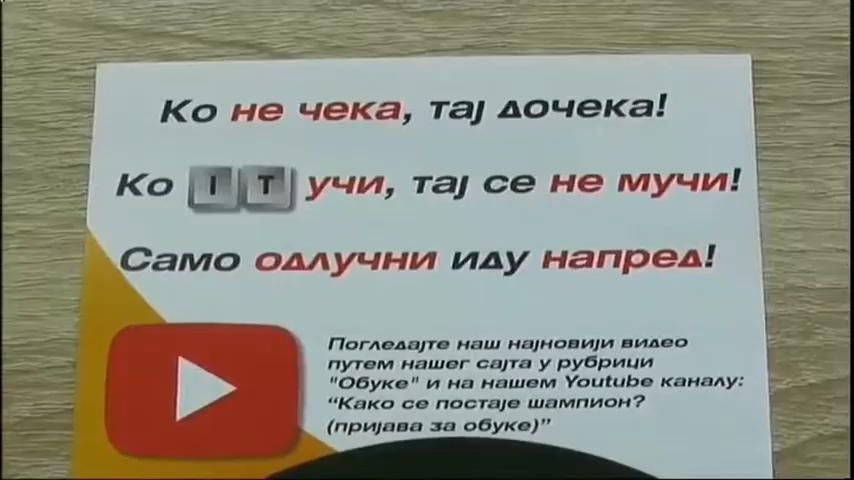 Ко не чека, тај дочека!
Ко IT учи, тај се не мучи!
Само одлучни иду напред!
Погледајте наш најновији видео
путем нашег сајта у рубрици
"Обуке" и на нашем Youtube каналу:
“Како се постаје шампион?
(пријава за обуке)”